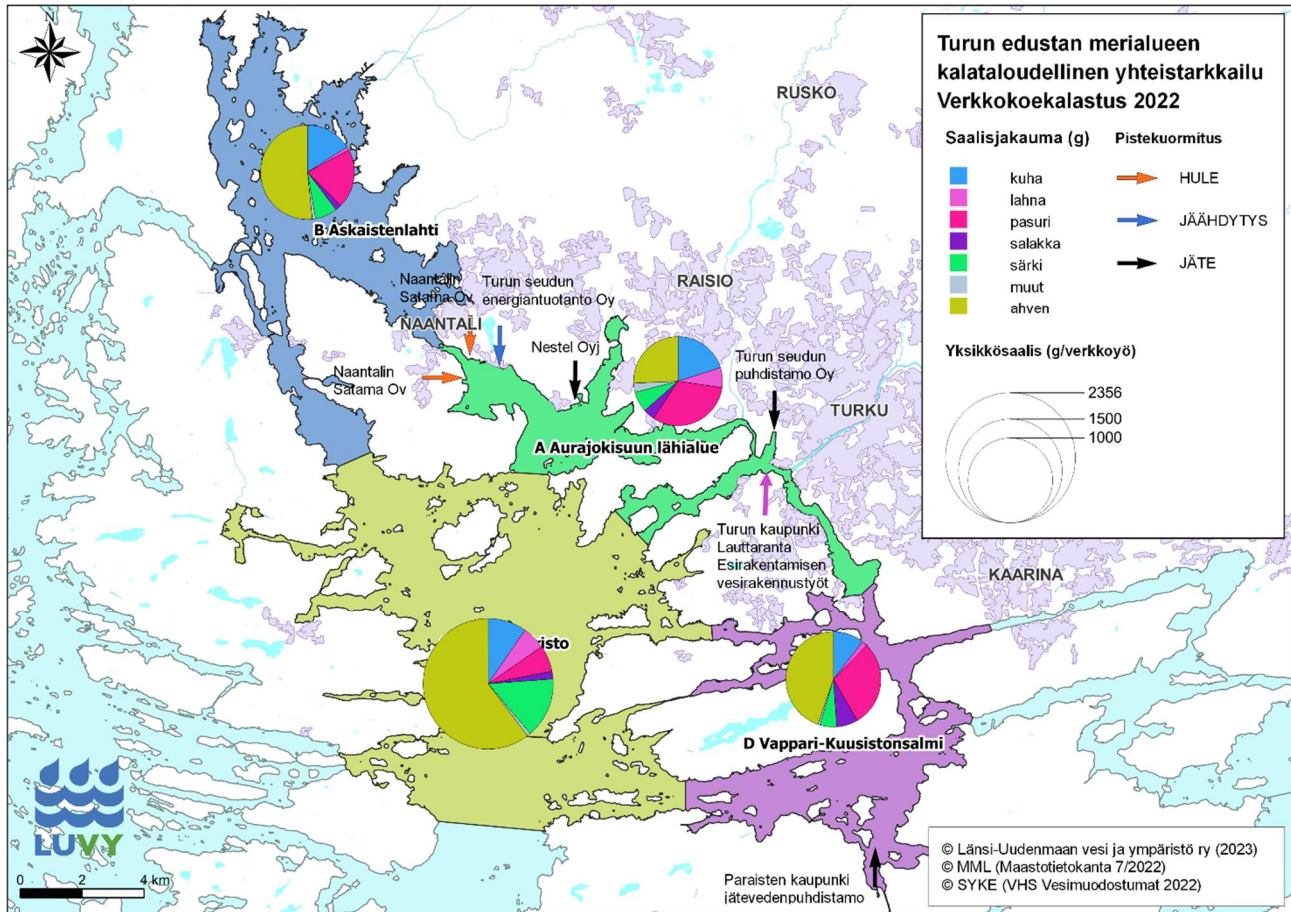 N
Turun edustan merialueen
kalataloudellinen yhteistarkkailu
Verkkokoekalastus 2022
Saalisjakauma (g)
kuha
lahna
pasuri
salakka
särki
muut
ahven
Pistekuormitus
HULE
JÄÄHDYTYS
JÄTE
Yksikkösaalis (g/verkkoyö)
2356
1500
1000
RUSKO
B Askaistenlahti
Naantalin
Satama Oy
Turun seudun
energiantuotanto Oy
RAISIO
NAANTALI
Nestel Oyj
Turun seudun
puhdistamo Oy
Naantalin
Satama Oy
TURKU
A Aurajokisuun lähialue
Turun kaupunki
Lauttaranta
Esirakentamisen
vesirakennustyöt
KAARINA
risto
D Vappari-Kuusistonsalmi
LUVY
0 2 4 km
Paraisten kaupunki
jätevedenpuhdistamo
© Länsi-Uudenmaan vesi ja ympäristö ry (2023)
© MML (Maastotietokanta 7/2022)
© SYKE (VHS Vesimuodostumat 2022)